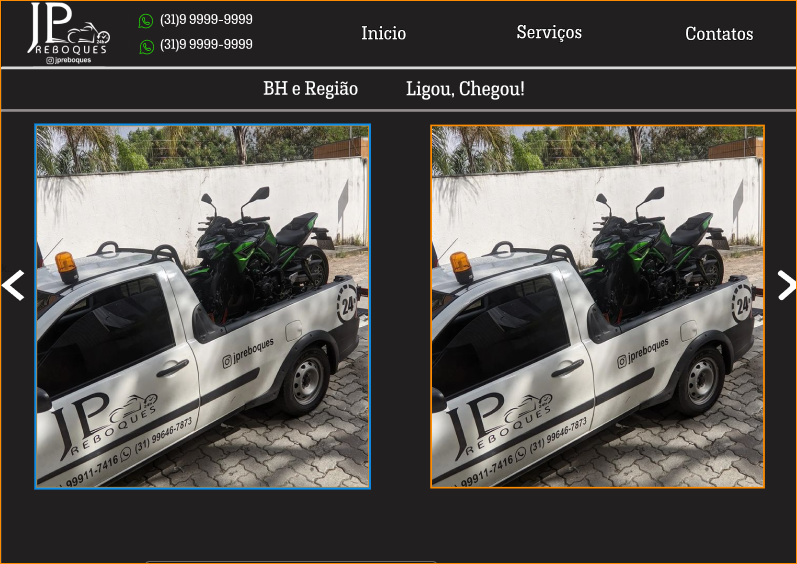 JP
REBOQUES
jpreboques
(31)9 9999-9999
(31)9 9999-9999
Inicio
Serviços
Contatos
BH e Região
Ligou, Chegou!
24
jpreboques
JP
REBOQUES
99911-7416 (31) 99646-7873
24
jpreboques
JP
REBOQUES
99911-7416 (31) 99646-7873